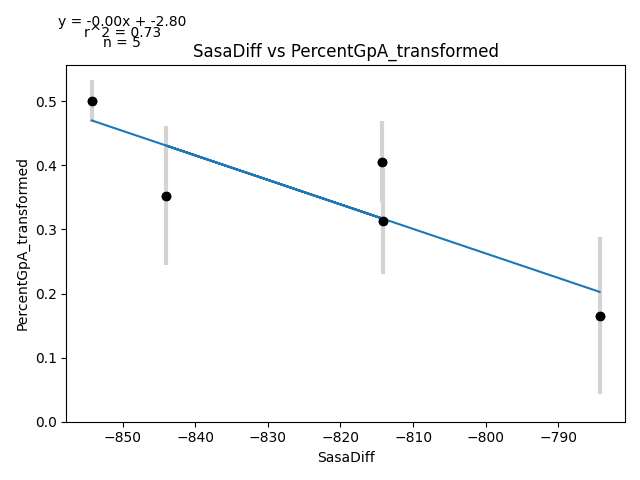 y = -0.00x + -2.80
r^2 = 0.73
n = 5
SasaDiff vs PercentGpA_transformed
PercentGpA_transformed
0.5
0.4
0.3
0.2
0.1
0.0
−850 −840 −830 −820 −810 −800 −790
SasaDiff